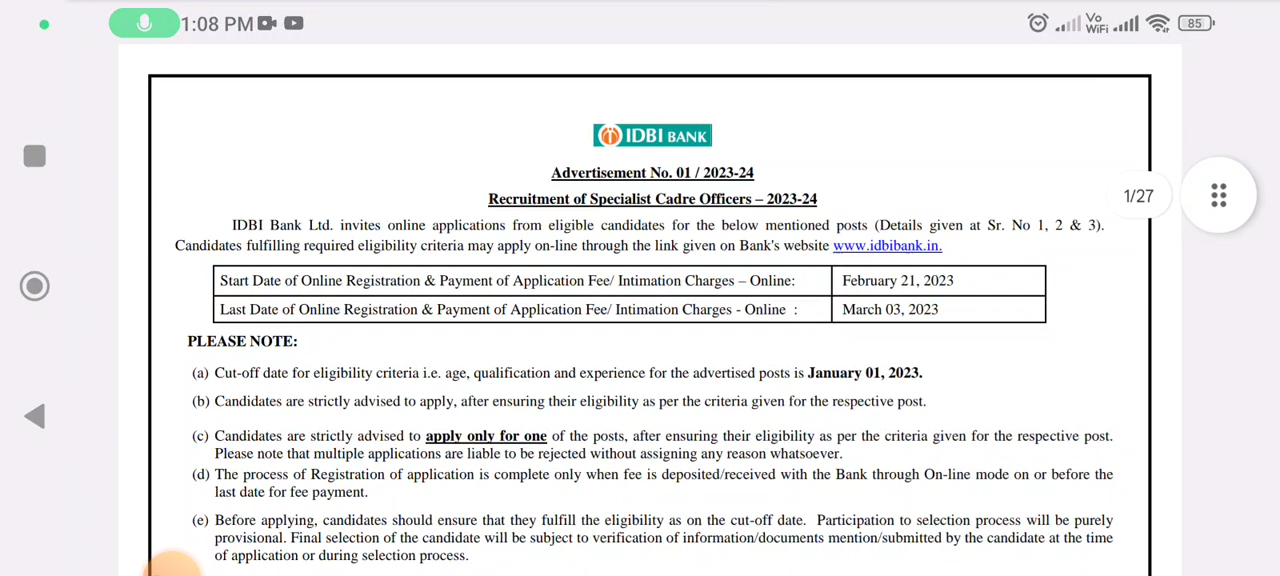 1:08 PM
Vo
WiFi
85
IDBI BANK
Advertisement No. 01 / 2023-24
1/27
Recruitment of Specialist Cadre Officers – 2023-24
IDBI Bank Ltd. invites online applications from eligible candidates for the below mentioned posts (Details given at Sr. No 1, 2 & 3).
Candidates fulfilling required eligibility criteria may apply on-line through the link given on Bank's website www.idbibank.in.
Start Date of Online Registration & Payment of Application Fee/ Intimation Charges – Online: February 21, 2023
Last Date of Online Registration & Payment of Application Fee/ Intimation Charges - Online : March 03, 2023
PLEASE NOTE:
(a) Cut-off date for eligibility criteria i.e. age, qualification and experience for the advertised posts is January 01, 2023.
(b) Candidates are strictly advised to apply, after ensuring their eligibility as per the criteria given for the respective post.
(c) Candidates are strictly advised to apply only for one of the posts, after ensuring their eligibility as per the criteria given for the respective post.
Please note that multiple applications are liable to be rejected without assigning any reason whatsoever.
(d) The process of Registration of application is complete only when fee is deposited/received with the Bank through On-line mode on or before the
last date for fee payment.
(e) Before applying, candidates should ensure that they fulfill the eligibility as on the cut-off date. Participation to selection process will be purely
provisional. Final selection of the candidate will be subject to verification of information/documents mention/submitted by the candidate at the time
of application or during selection process.